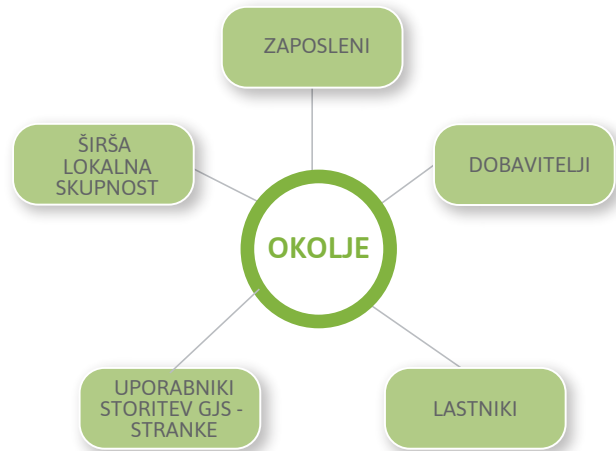 ZAPOSLENI
ŠIRŠA
LOKALNA
SKUPNOST
DOBAVITELJI
OKOLJE
UPORABNIKI
STORITEV GJS -
STRANKE
LASTNIKI